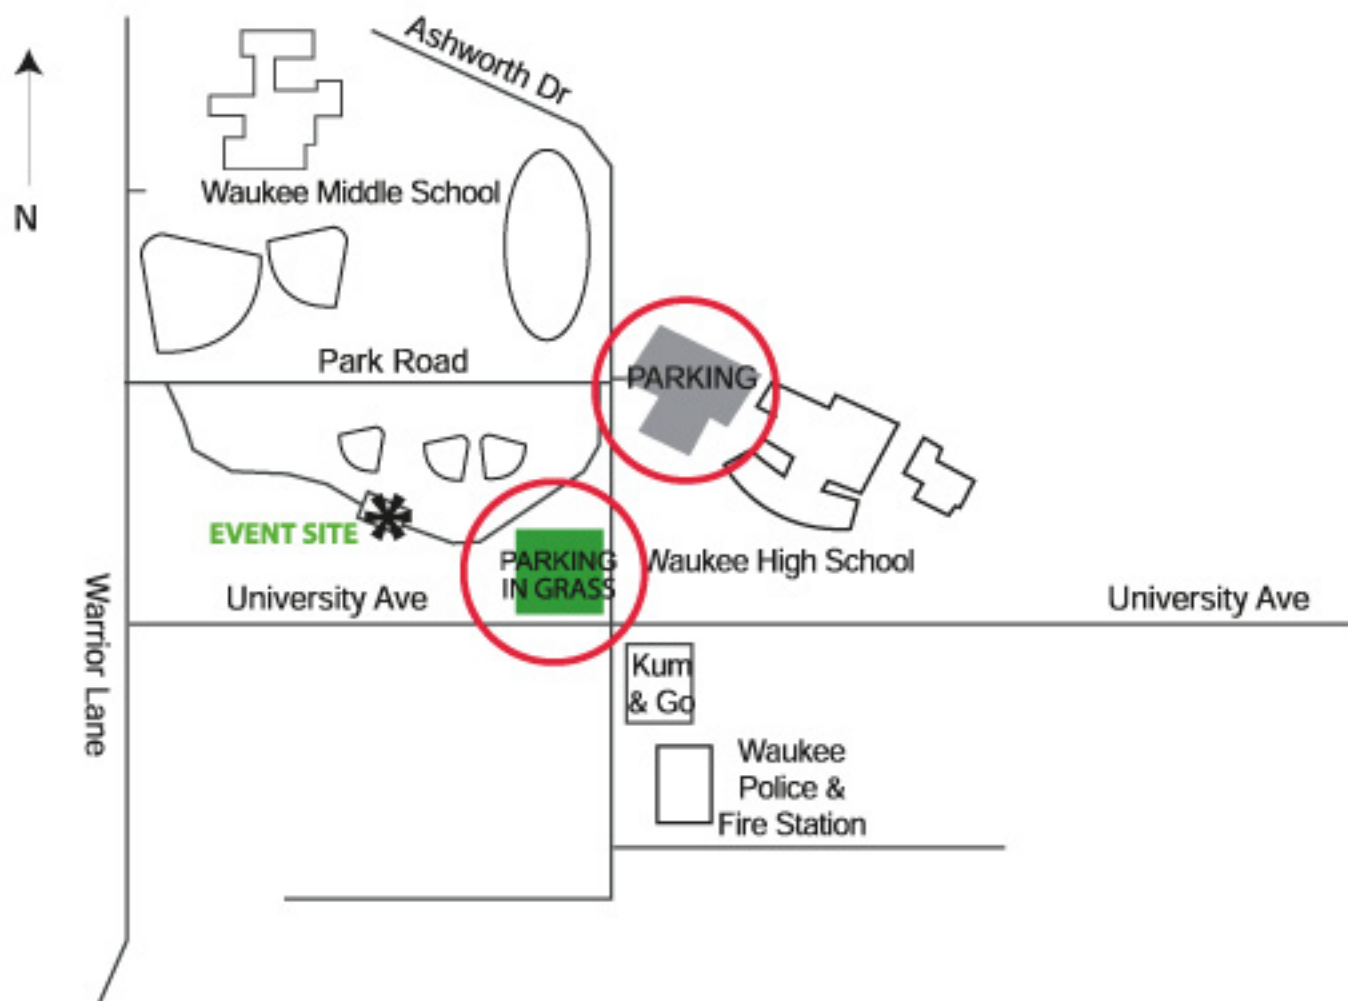 Ashworth Dr
N
Waukee Middle School
Park Road
PARKING
EVENT SITE
PARKING
IN GRASS
Waukee High School
University Ave
University Ave
Warrior Lane
Kum
& Go
Waukee
Police &
Fire Station